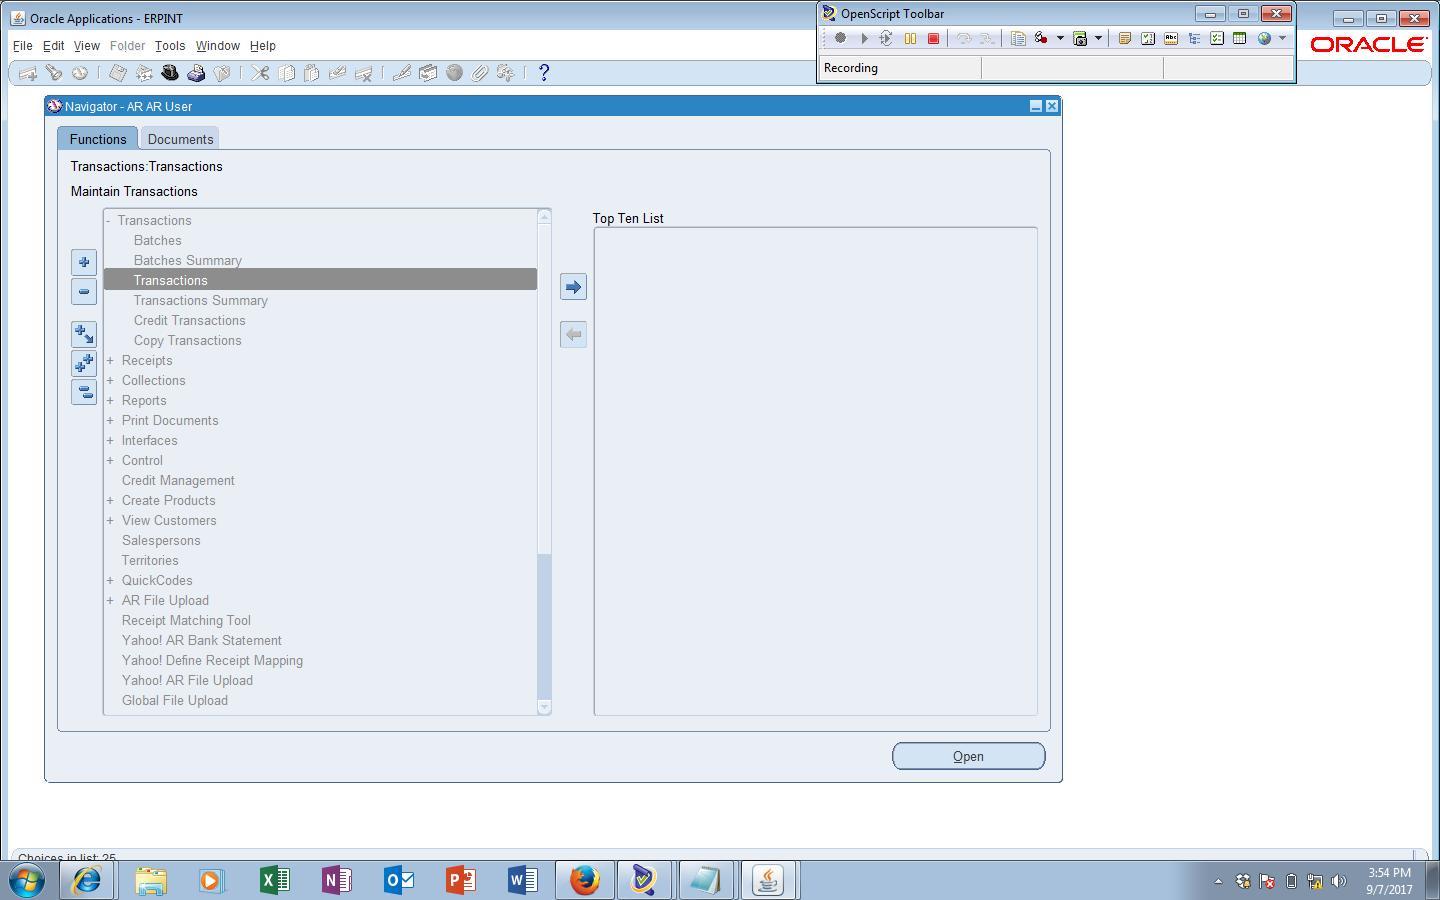 Oracle Applications - ERPINT
OpenScript Toolbar
File Edit View Folder Tools Window Help
ORACLE
Recording
Navigator - AR AR User
Functions Documents
Transactions:Transactions
Maintain Transactions
Top Ten List
- Transactions
Batches
Batches Summary
Transactions
Transactions Summary
Credit Transactions
Copy Transactions
+ Receipts
+ Collections
+ Reports
+ Print Documents
+ Interfaces
+ Control
Credit Management
+ Create Products
+ View Customers
Salespersons
Territories
+ QuickCodes
+ AR File Upload
Receipt Matching Tool
Yahoo! AR Bank Statement
Yahoo! Define Receipt Mapping
Yahoo! AR File Upload
Global File Upload
Open
Choices in list: 25
3:54 PM
9/7/2017